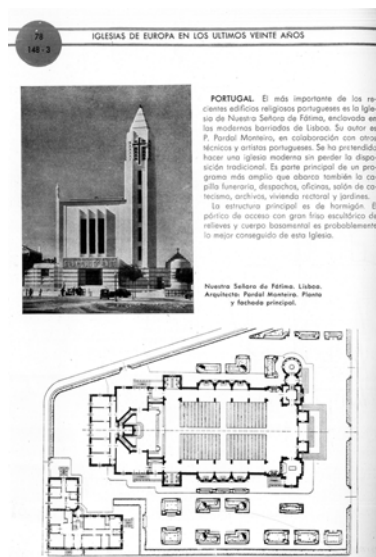 78
148 - 3
IGLESIAS DE EUROPA EN LOS ULTIMOS VEINTE AÑOS
PORTUGAL. El más importante de los re-
cientes edificios religiosos portugueses es la Igle-
sia de Nuestra Señora de Fátima, enclavada en
las modernas barriadas de Lisboa. Su autor es
P. Pardal Monteiro, en colaboración con otros
técnicos y artistas portugueses. Se ha pretendido
hacer una iglesia moderna sin perder la dispo-
sición tradicional. Es parte principal de un pro-
grama más amplio que abarca también la ca-
pilla funeraria, despachos, oficinas, salón de ca-
tecismo, archivos, vivienda rectoral y jardines.
La estructura principal es de hormigón. El
pórtico de acceso con gran friso escultórico de
relieves y cuerpo basamental es probablemente
lo mejor conseguido de esta Iglesia.
Nuestra Señora de Fátima. Lisboa.
Arquitecto: Pardal Monteiro. Planta
y fachada principal.